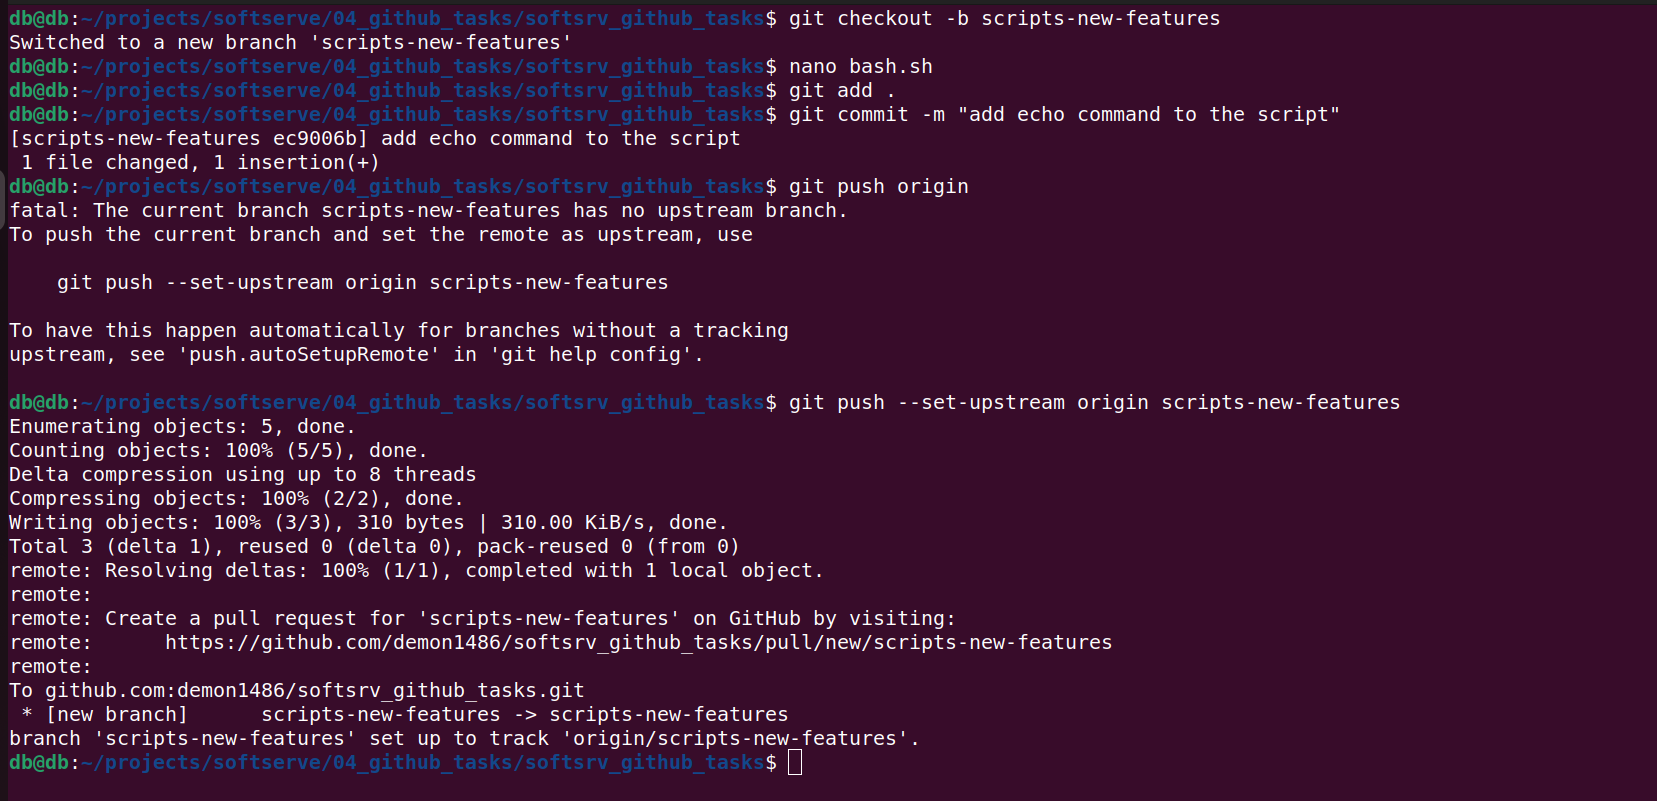 db@db:~/projects/softserve/04_github_tasks/softsrv_github_tasks$ git checkout -b scripts-new-features
Switched to a new branch 'scripts-new-features'
db@db:~/projects/softserve/04_github_tasks/softsrv_github_tasks$ nano bash.sh
db@db:~/projects/softserve/04_github_tasks/softsrv_github_tasks$ git add .
db@db:~/projects/softserve/04_github_tasks/softsrv_github_tasks$ git commit -m "add echo command to the script"
[scripts-new-features ec9006b] add echo command to the script
 1 file changed, 1 insertion(+)
db@db:~/projects/softserve/04_github_tasks/softsrv_github_tasks$ git push origin
fatal: The current branch scripts-new-features has no upstream branch.
To push the current branch and set the remote as upstream, use

    git push --set-upstream origin scripts-new-features

To have this happen automatically for branches without a tracking
upstream, see 'push.autoSetupRemote' in 'git help config'.

db@db:~/projects/softserve/04_github_tasks/softsrv_github_tasks$ git push --set-upstream origin scripts-new-features
Enumerating objects: 5, done.
Counting objects: 100% (5/5), done.
Delta compression using up to 8 threads
Compressing objects: 100% (2/2), done.
Writing objects: 100% (3/3), 310 bytes | 310.00 KiB/s, done.
Total 3 (delta 1), reused 0 (delta 0), pack-reused 0 (from 0)
remote: Resolving deltas: 100% (1/1), completed with 1 local object.
remote:
remote: Create a pull request for 'scripts-new-features' on GitHub by visiting:
remote:      https://github.com/demon1486/softsrv_github_tasks/pull/new/scripts-new-features
remote:
To github.com:demon1486/softsrv_github_tasks.git
 * [new branch]      scripts-new-features -> scripts-new-features
branch 'scripts-new-features' set up to track 'origin/scripts-new-features'.
db@db:~/projects/softserve/04_github_tasks/softsrv_github_tasks$